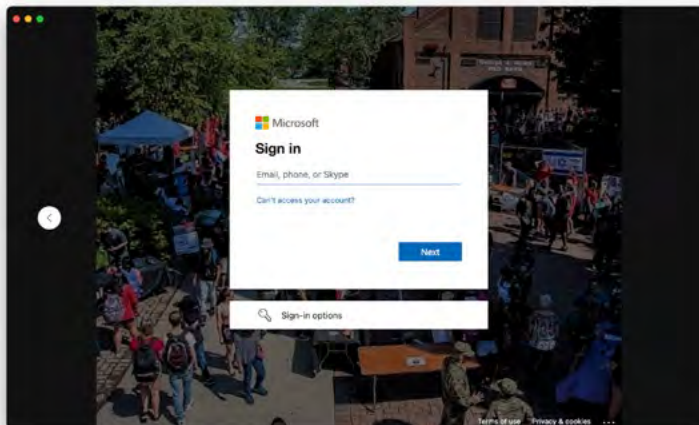 Microsoft
Sign in
Email, phone, or Skype
Can't access your account?
Next
Sign-in options
Terms of use Privacy & cookies ...